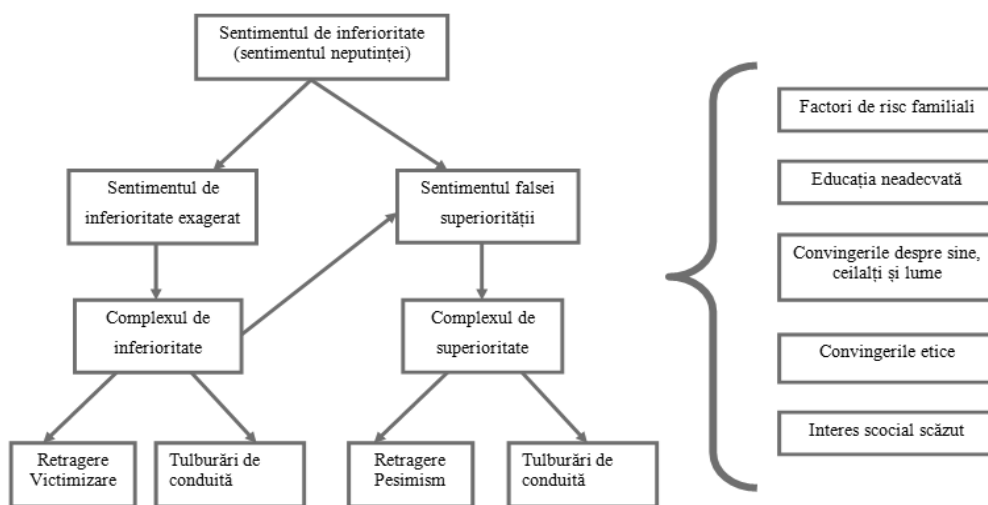 Sentimentul de inferioritate
(sentimentul neputinței)
Sentimentul de
inferioritate exagerat
Sentimentul falsei
superiorității
Complexul de
inferioritate
Complexul de
superioritate
Retragere
Victimizare
Tulburări de
conduită
Retragere
Pesimism
Tulburări de
conduită
Factori de risc familiali
Educația neadecvată
Convingerile despre sine,
ceilalți și lume
Convingerile etice
Interes scocial scăzut